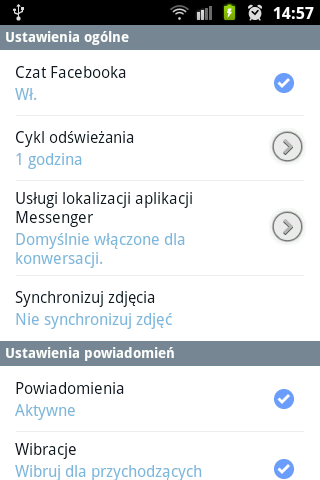 14:57
Ustawienia ogólne
Czat Facebooka
Wł.
Cykl odświeżania
1 godzina
Usługi lokalizacji aplikacji
Messenger
Domyślnie włączone dla
konwersacji.
Synchronizuj zdjęcia
Nie synchronizuj zdjęć
Ustawienia powiadomień
Powiadomienia
Aktywne
Wibracje
Wibruj dla przychodzących